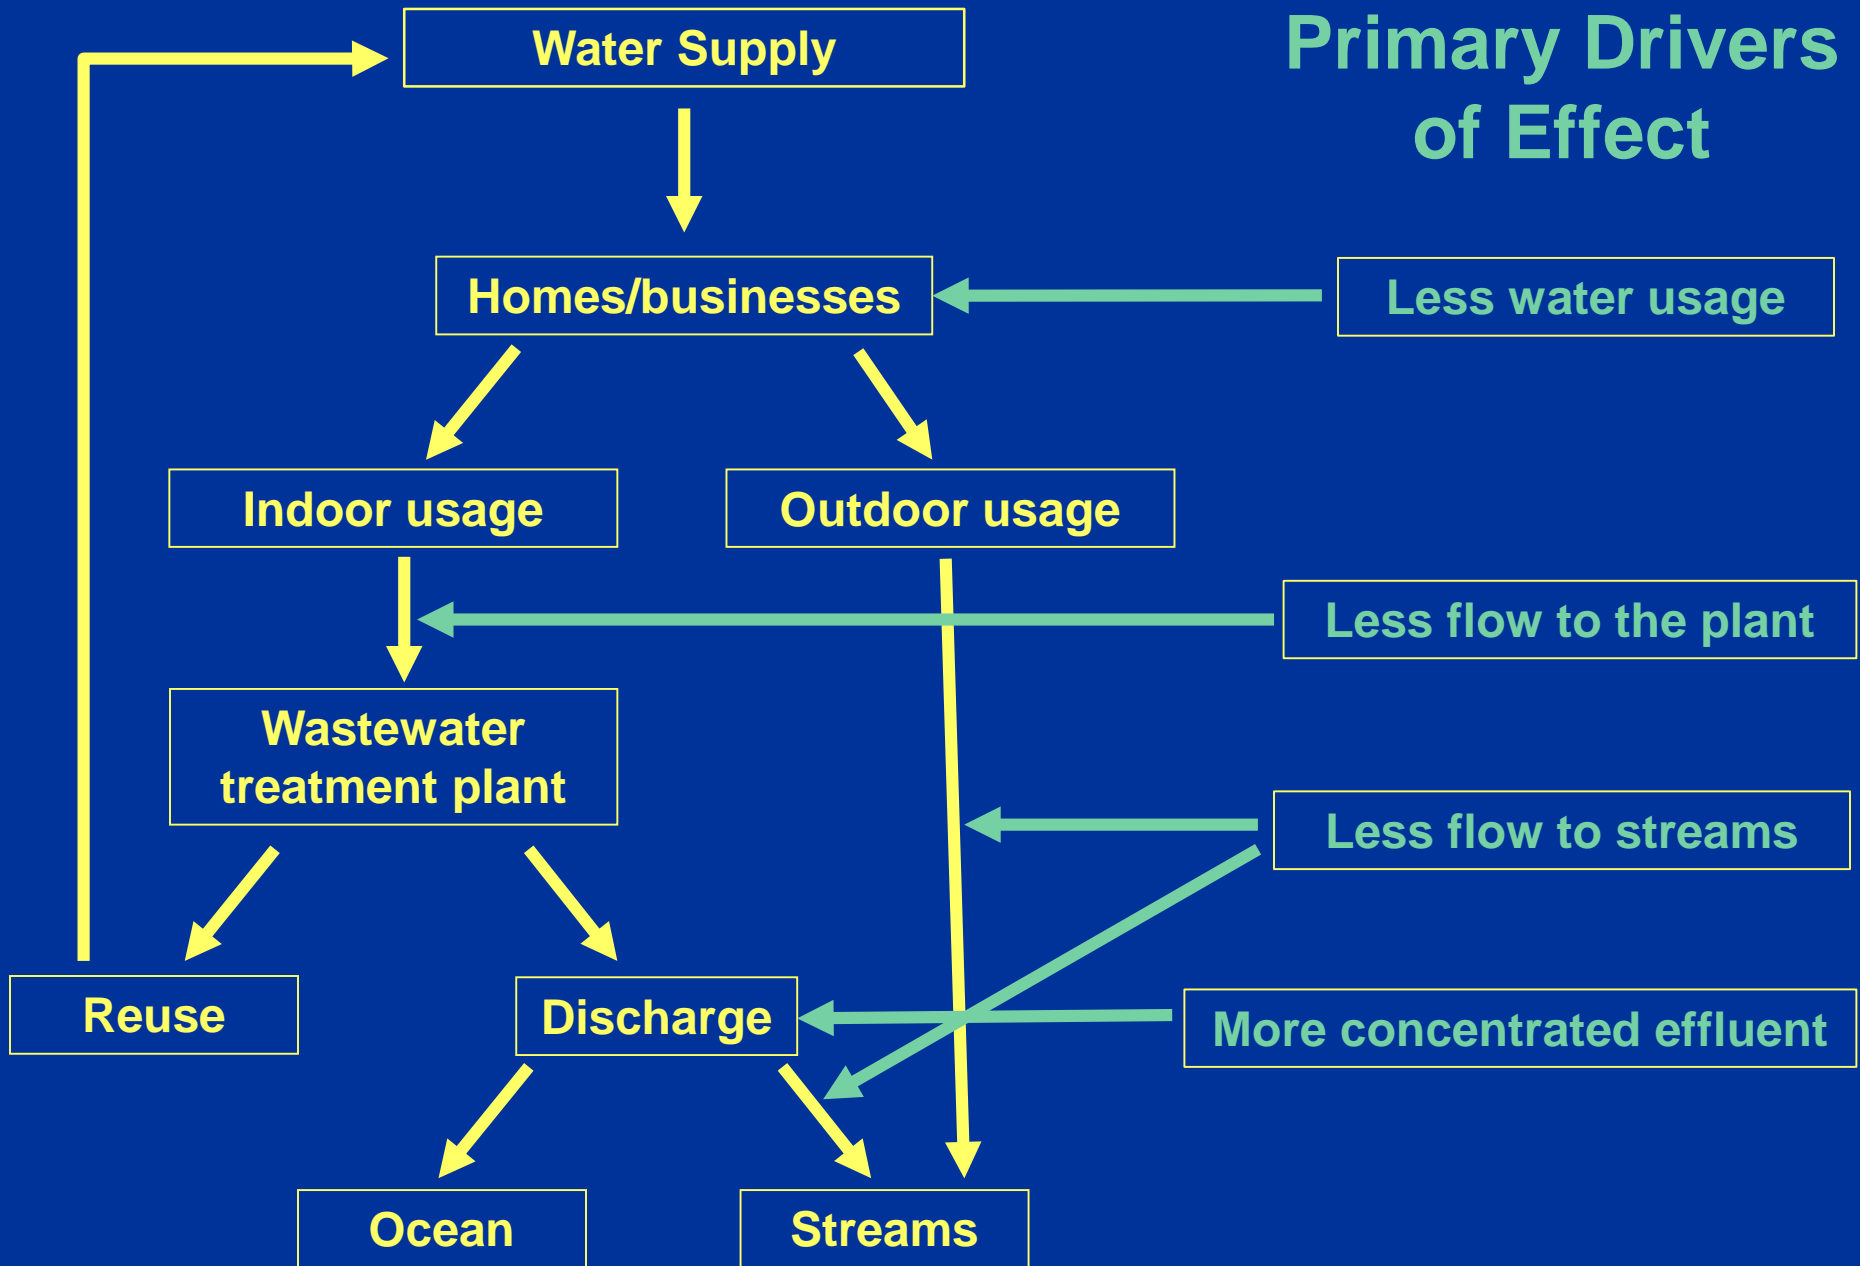 Primary Drivers
of Effect
Water Supply
Homes/businesses
Less water usage
Indoor usage
Outdoor usage
Less flow to the plant
Wastewater
treatment plant
Less flow to streams
Reuse
Discharge
More concentrated effluent
Ocean
Streams